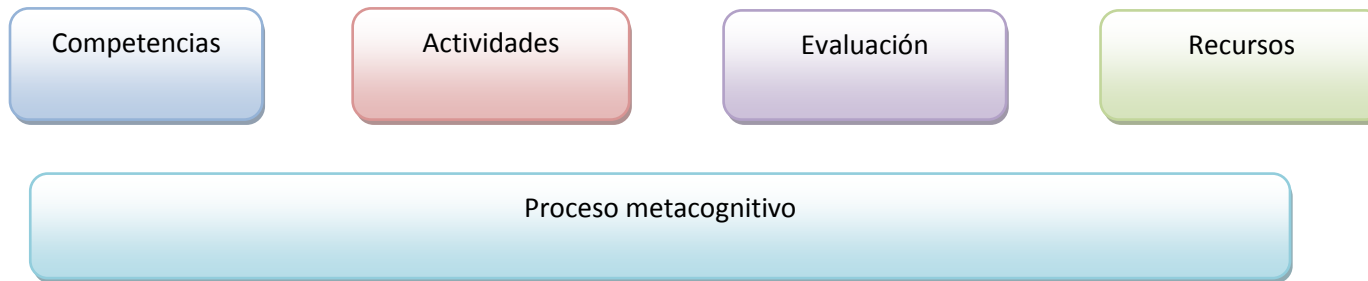 Competencias Actividades Evaluación Recursos
Proceso metacognitivo